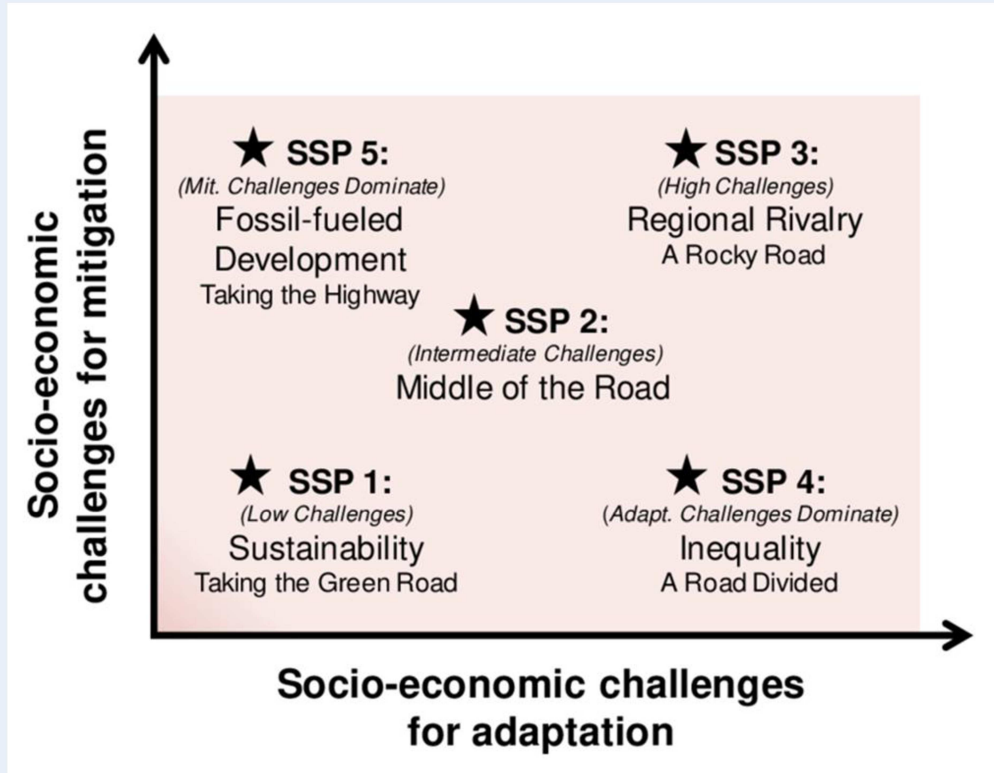 Socio-economic
challenges for mitigation
SSP 5:
(Mit. Challenges Dominate)
Fossil-fueled
Development
Taking the Highway
SSP 3:
(High Challenges)
Regional Rivalry
A Rocky Road
SSP 2:
(Intermediate Challenges)
Middle of the Road
SSP 1:
(Low Challenges)
Sustainability
Taking the Green Road
SSP 4:
(Adapt. Challenges Dominate)
Inequality
A Road Divided
Socio-economic challenges
for adaptation